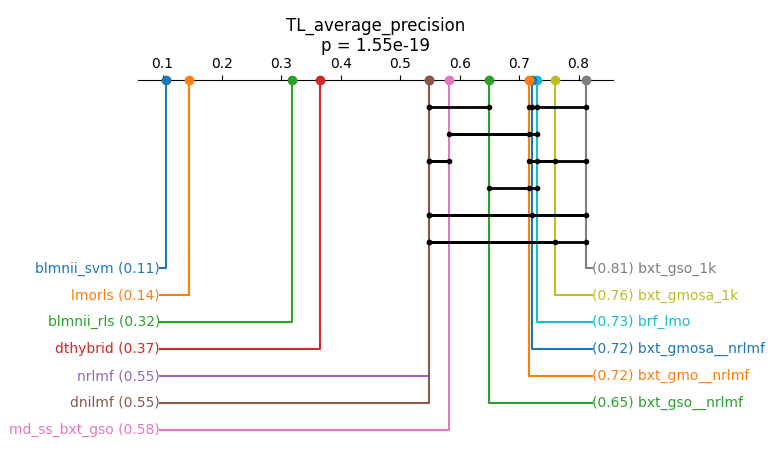 TL_average_precision
p = 1.55e-19
0.1 0.2 0.3 0.4 0.5 0.6 0.7 0.8
blmnii_svm (0.11)
(0.81) bxt_gso_1k
lmorls (0.14)
(0.76) bxt_gmosa_1k
blmnii_rls (0.32)
(0.73) brf_lmo
dthybrid (0.37)
(0.72) bxt_gmosa__nrlmf
nrlmf (0.55)
(0.72) bxt_gmo__nrlmf
dnilmf (0.55)
(0.65) bxt_gso__nrlmf
md_ss_bxt_gso (0.58)